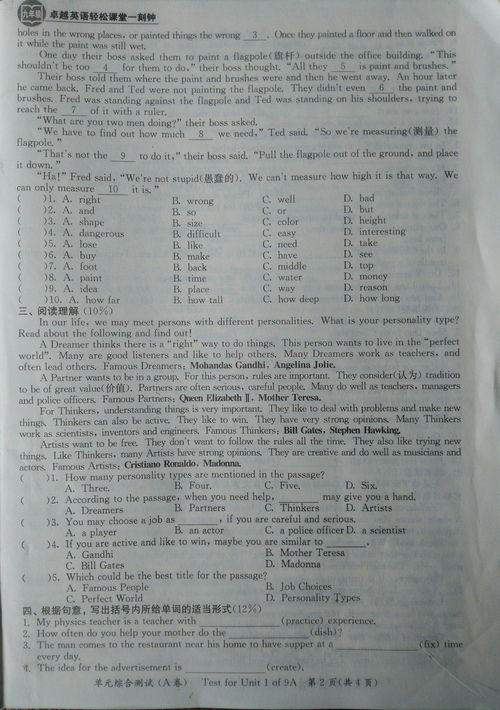 九年级 卓越英语轻松课堂一刻钟
holes in the wrong places, or painted things the wrong 3 . Once they painted a floor and then walked on
it while the paint was still wet.
One day their boss asked them to paint a flagpole(旗杆) outside the office building. "This
shouldn't be too 4 for them to do," their boss thought. "All they 5 is paint and brushes."
Their boss told them where the paint and brushes were and then he went away. An hour later
he came back. Fred and Ted were not painting the flagpole. They didn't even 6 the paint and
brushes. Fred was standing against the flagpole and Ted was standing on his shoulders, trying to
reach the 7 of it with a ruler.
"What are you two men doing?" their boss asked.
"We have to find out how much 8 we need," Ted said. "So we're measuring(测量) the
flagpole."
"That's not the 9 to do it," their boss said. "Pull the flagpole out of the ground, and place
it down."
"Ha!" Fred said, "We're not stupid(愚蠢的). We can't measure how high it is that way. We
can only measure 10 it is."
( )1. A. right B. wrong C. well D. bad
( )2. A. and B. so C. or D. but
( )3. A. shape B. size C. color D. height
( )4. A. dangerous B. difficult C. easy D. interesting
( )5. A. lose B. like C. need D. take
( )6. A. buy B. make C. have D. see
( )7. A. foot B. back C. middle D. top
( )8. A. paint B. time C. water D. money
( )9. A. idea B. place C. way D. reason
( )10. A. how far B. how tall C. how deep D. how long
三、阅读理解(10%)
In our life, we may meet persons with different personalities. What is your personality type?
Read about the following and find out!
A Dreamer thinks there is a "right" way to do things. This person wants to live in the "perfect
world". Many are good listeners and like to help others. Many Dreamers work as teachers, and
often lead others. Famous Dreamers: Mohandas Gandhi, Angelina Jolie.
A Partner wants to be in a group. For this person, rules are important. They consider(认为) tradition
to be of great value(价值). Partners are often serious, careful people. Many do well as teachers, managers
and police officers. Famous Partners: Queen Elizabeth Ⅱ, Mother Teresa.
For Thinkers, understanding things is very important. They like to deal with problems and make new
things. Thinkers can also be active. They like to win. They have very strong opinions. Many Thinkers
work as scientists, inventors and engineers. Famous Thinkers: Bill Gates, Stephen Hawking.
Artists want to be free. They don't want to follow the rules all the time. They also like trying new
things. Like Thinkers, many Artists have strong opinions. They are creative and do well as musicians and
actors. Famous Artists: Cristiano Ronaldo, Madonna.
( )1. How many personality types are mentioned in the passage?
A. Three. B. Four. C. Five. D. Six.
( )2. According to the passage, when you need help, ______ may give you a hand.
A. Dreamers B. Partners C. Thinkers D. Artists
( )3. You may choose a job as ______, if you are careful and serious.
A. a player B. an actor C. a police officer D. a scientist
( )4. If you are active and like to win, maybe you are similar to ______.
A. Gandhi B. Mother Teresa
C. Bill Gates D. Madonna
( )5. Which could be the best title for the passage?
A. Famous People B. Job Choices
C. Perfect World D. Personality Types
四、根据句意，写出括号内所给单词的适当形式(12%)
1. My physics teacher is a teacher with ______ (practice) experience.
2. How often do you help your mother do the ______ (dish)?
3. The man comes to the restaurant near his home to have supper at a ______ (fix) time
every day.
4. The idea for the advertisement is ______ (create).
单元综合测试(A卷) Test for Unit 1 of 9A 第2页(共4页)